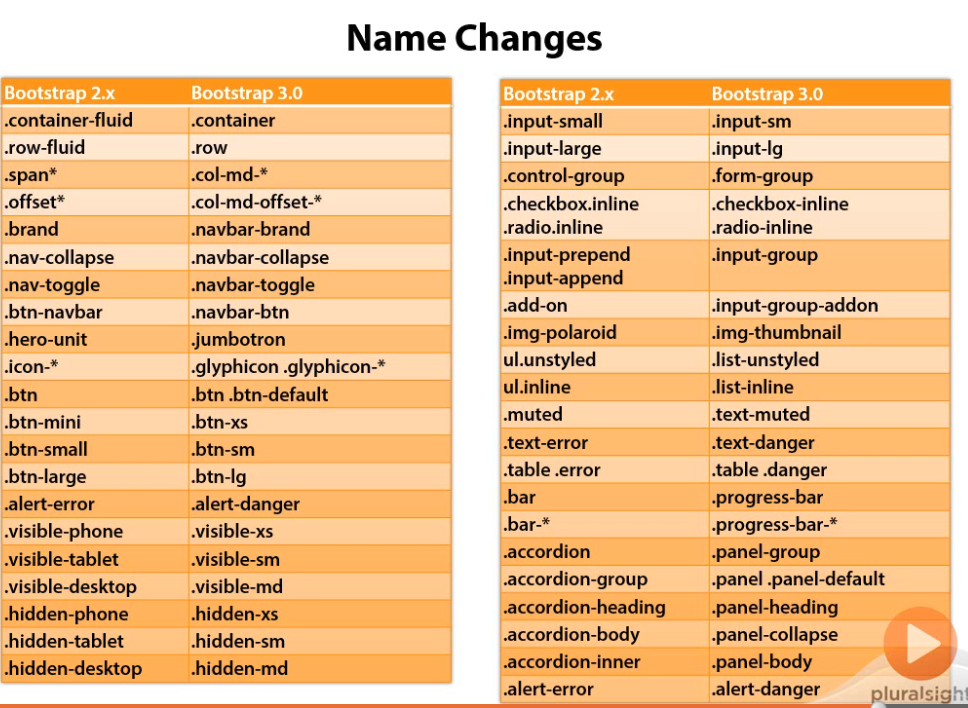 Name Changes
Bootstrap 2.x Bootstrap 3.0
.container-fluid .container
.row-fluid .row
.span* .col-md-*
.offset* .col-md-offset-*
.brand .navbar-brand
.nav-collapse .navbar-collapse
.nav-toggle .navbar-toggle
.btn-navbar .navbar-btn
.hero-unit .jumbotron
.icon-* .glyphicon .glyphicon-*
.btn .btn .btn-default
.btn-mini .btn-xs
.btn-small .btn-sm
.btn-large .btn-lg
.alert-error .alert-danger
.visible-phone .visible-xs
.visible-tablet .visible-sm
.visible-desktop .visible-md
.hidden-phone .hidden-xs
.hidden-tablet .hidden-sm
.hidden-desktop .hidden-md
Bootstrap 2.x Bootstrap 3.0
.input-small .input-sm
.input-large .input-lg
.control-group .form-group
.checkbox.inline .checkbox-inline
.radio.inline .radio-inline
.input-prepend .input-group
.input-append
.add-on .input-group-addon
.img-polaroid .img-thumbnail
ul.unstyled .list-unstyled
ul.inline .list-inline
.muted .text-muted
.text-error .text-danger
.table .error .table .danger
.bar .progress-bar
.bar-* .progress-bar-*
.accordion .panel-group
.accordion-group .panel .panel-default
.accordion-heading .panel-heading
.accordion-body .panel-collapse
.accordion-inner .panel-body
.alert-error .alert-danger
pluralsight